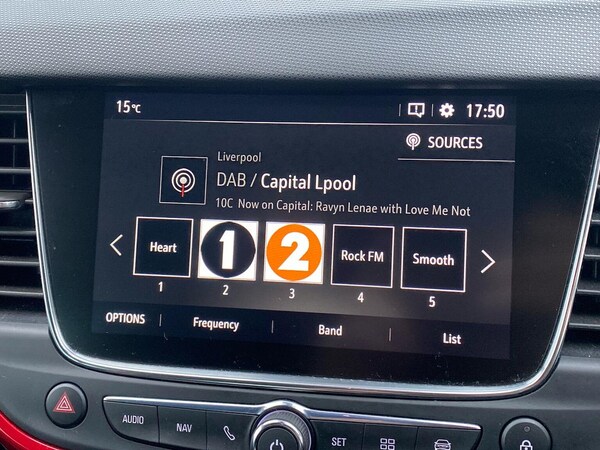 15°C 17:50
SOURCES
Liverpool
DAB / Capital Lpool
10C Now on Capital: Ravyn Lenae with Love Me Not
Heart 1 2 Rock FM Smooth
1 2 3 4 5
OPTIONS Frequency Band List
AUDIO NAV SET